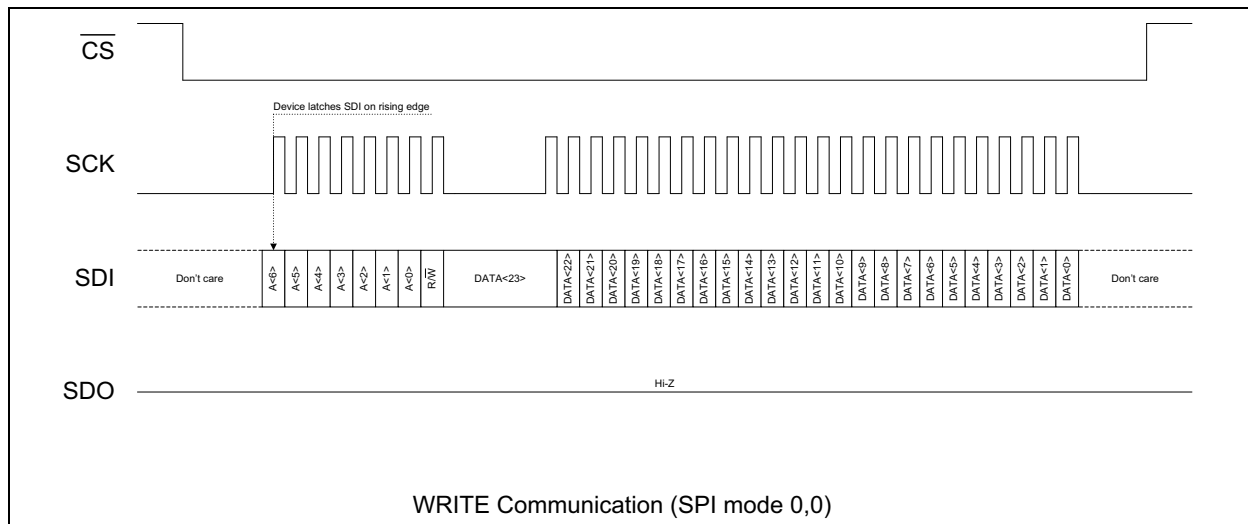 CS
Device latches SDI on rising edge
SCK
SDI
Don't care
A<6>
A<5>
A<4>
A<3>
A<2>
A<1>
A<0>
R/W
DATA<23>
DATA<22>
DATA<21>
DATA<20>
DATA<19>
DATA<18>
DATA<17>
DATA<16>
DATA<15>
DATA<14>
DATA<13>
DATA<12>
DATA<11>
DATA<10>
DATA<9>
DATA<8>
DATA<7>
DATA<6>
DATA<5>
DATA<4>
DATA<3>
DATA<2>
DATA<1>
DATA<0>
Don't care
SDO
Hi-Z
WRITE Communication (SPI mode 0,0)